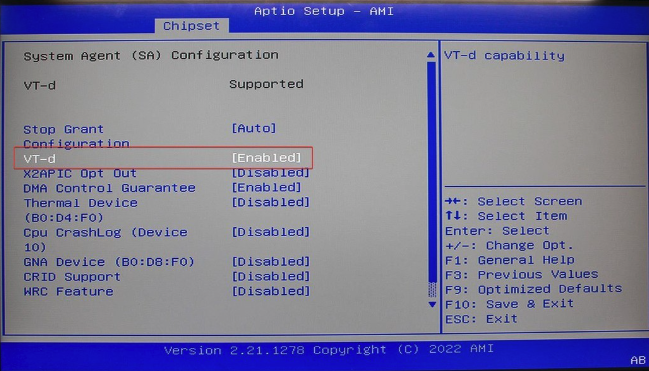 Aptio Setup - AMI
Chipset
System Agent (SA) Configuration
VT-d Supported
Stop Grant [Auto]
Configuration
VT-d [Enabled]
X2APIC Opt Out [Disabled]
DMA Control Guarantee [Enabled]
Thermal Device [Disabled]
(B0:D4:F0)
Cpu CrashLog (Device [Disabled]
10)
GNA Device (B0:D8:F0) [Disabled]
CRID Support [Disabled]
WRC Feature [Disabled]
VT-d capability
→←: Select Screen
↑↓: Select Item
Enter: Select
+/-: Change Opt.
F1: General Help
F3: Previous Values
F9: Optimized Defaults
F10: Save & Exit
ESC: Exit
Version 2.21.1278 Copyright (C) 2022 AMI
AB